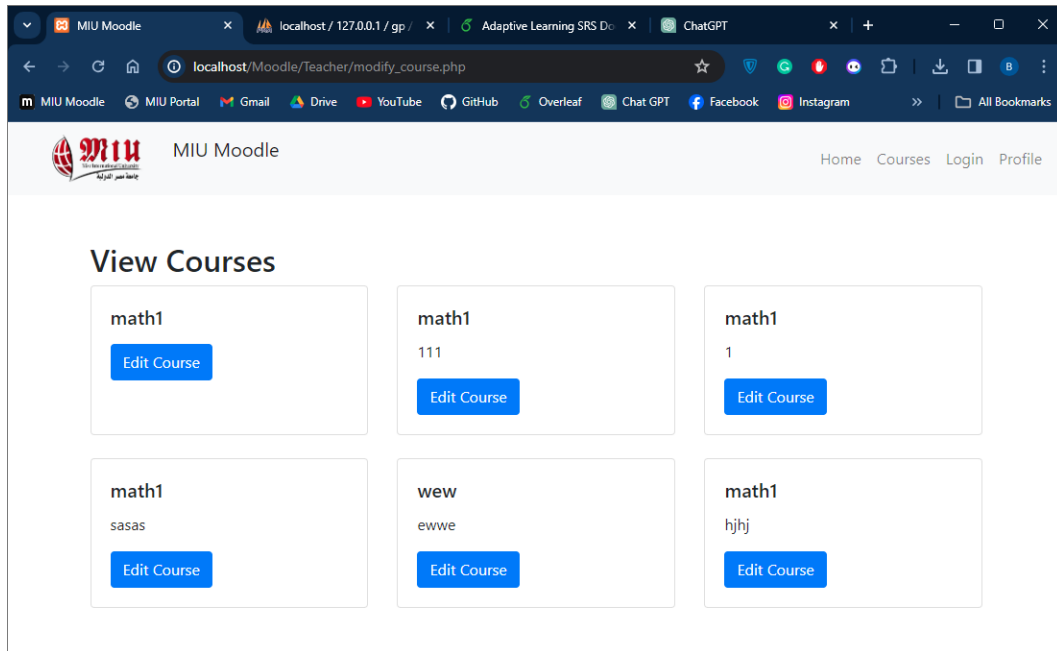 MIU Moodle
localhost / 127.0.0.1 / gp /
Adaptive Learning SRS Do
ChatGPT
localhost/Moodle/Teacher/modify_course.php
B
m MIU Moodle
MIU Portal
Gmail
Drive
YouTube
GitHub
Overleaf
Chat GPT
Facebook
Instagram
All Bookmarks
MIU
جامعة مصر الدولية
MIU Moodle
Home Courses Login Profile
View Courses
math1
Edit Course
math1
111
Edit Course
math1
1
Edit Course
math1
sasas
Edit Course
wew
ewwe
Edit Course
math1
hjhj
Edit Course